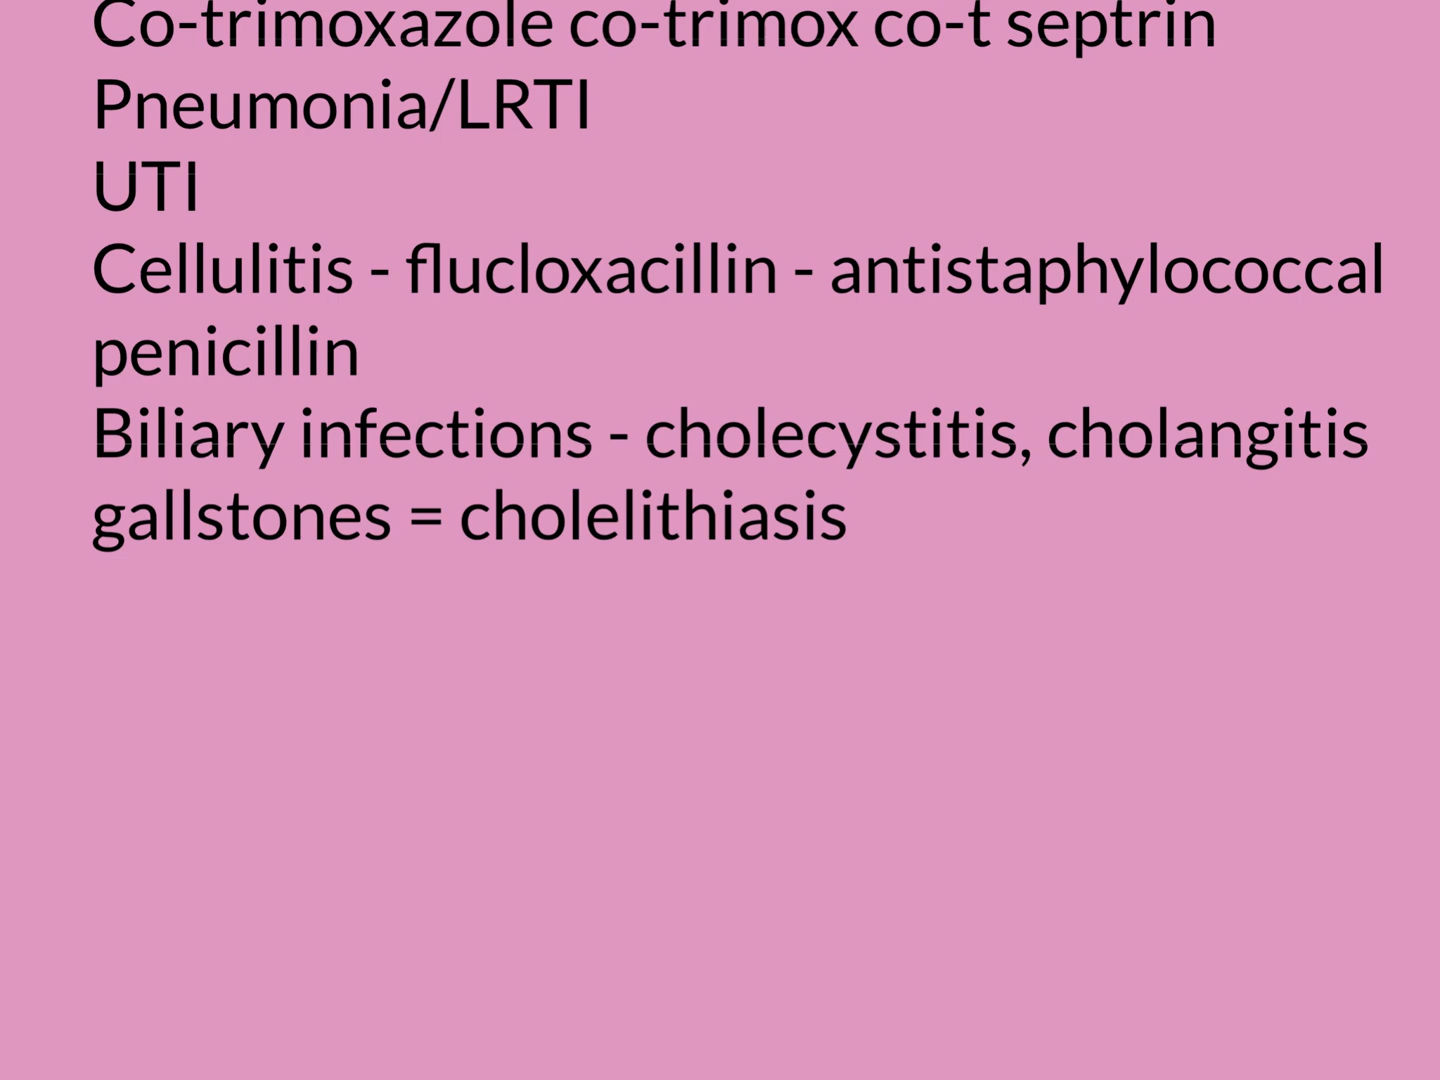 Co-trimoxazole co-trimox co-t septrin
Pneumonia/LRTI
UTI
Cellulitis - flucloxacillin - antistaphylococcal
penicillin
Biliary infections - cholecystitis, cholangitis
gallstones = cholelithiasis